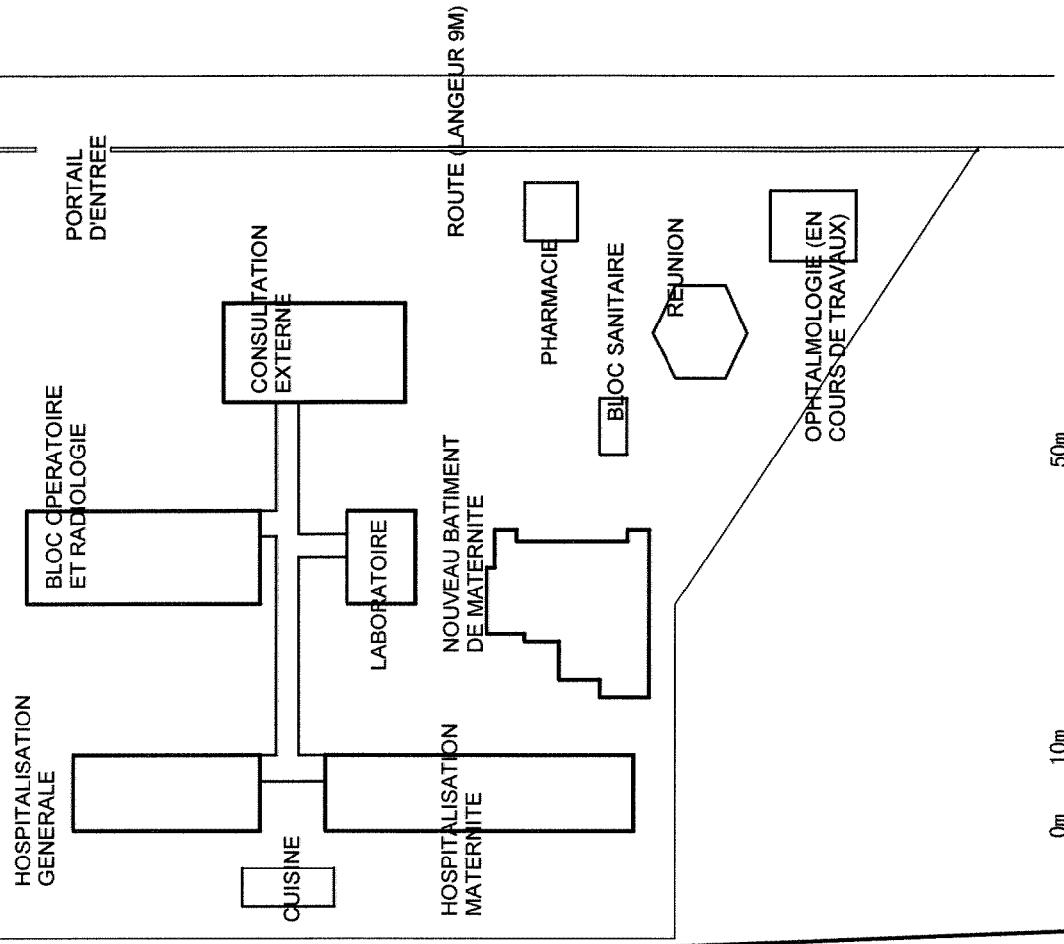 HOSPITALISATION
GENERALE
BLOC OPERATOIRE
ET RADIOLOGIE
PORTAIL
D'ENTREE
CUISINE
CONSULTATION
EXTERNE
LABORATOIRE
HOSPITALISATION
MATERNITE
NOUVEAU BATIMENT
DE MATERNITE
ROUTE (LANGEUR 9M)
PHARMACIE
BLOC SANITAIRE
REUNION
OPHTALMOLOGIE (EN
COURS DE TRAVAUX)
0m 10m 50m